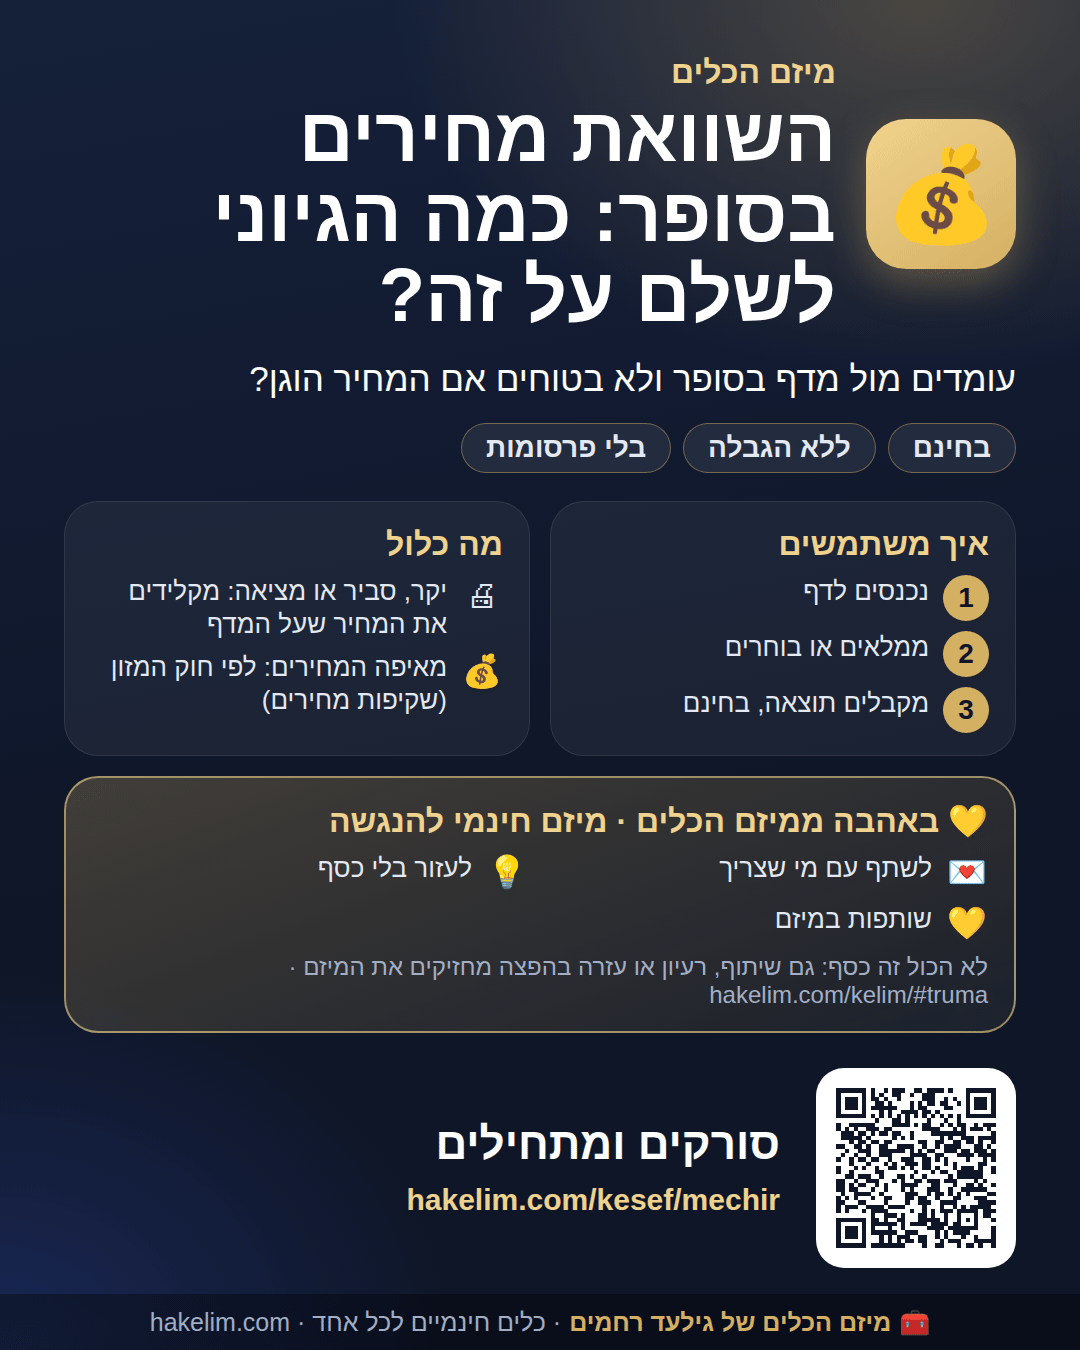 מיזם הכלים
השוואת מחירים
בסופר: כמה הגיוני
לשלם על זה?
עומדים מול מדף בסופר ולא בטוחים אם המחיר הוגן?
בחינם
ללא הגבלה
בלי פרסומות
איך משתמשים
1 נכנסים לדף
2 ממלאים או בוחרים
3 מקבלים תוצאה, בחינם
מה כלול
יקר, סביר או מציאה: מקלידים
את המחיר שעל המדף
מאיפה המחירים: לפי חוק המזון
(שקיפות מחירים)
באהבה ממיזם הכלים · מיזם חינמי להנגשה
לשתף עם מי שצריך
לעזור בלי כסף
שותפות במיזם
לא הכול זה כסף: גם שיתוף, רעיון או עזרה בהפצה מחזיקים את המיזם ·
hakelim.com/kelim/#truma
סורקים ומתחילים
hakelim.com/kesef/mechir
מיזם הכלים של גילעד רחמים · כלים חינמיים לכל אחד · hakelim.com